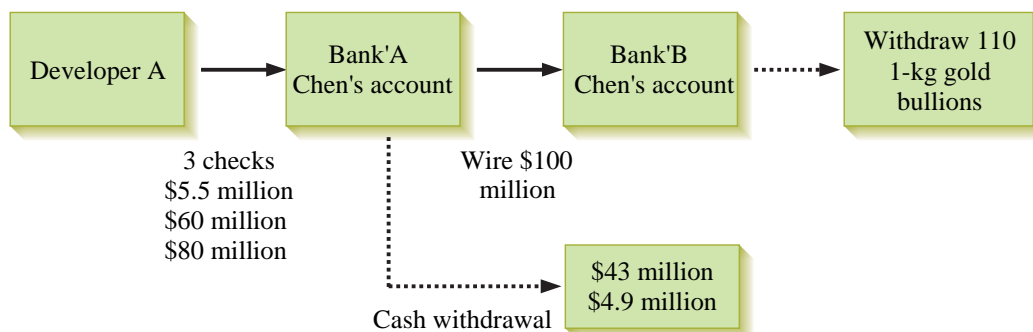 Developer A
Bank'A
Chen's account
Bank'B
Chen's account
Withdraw 110
1-kg gold
bullions
3 checks
$5.5 million
$60 million
$80 million
Wire $100
million
Cash withdrawal
$43 million
$4.9 million